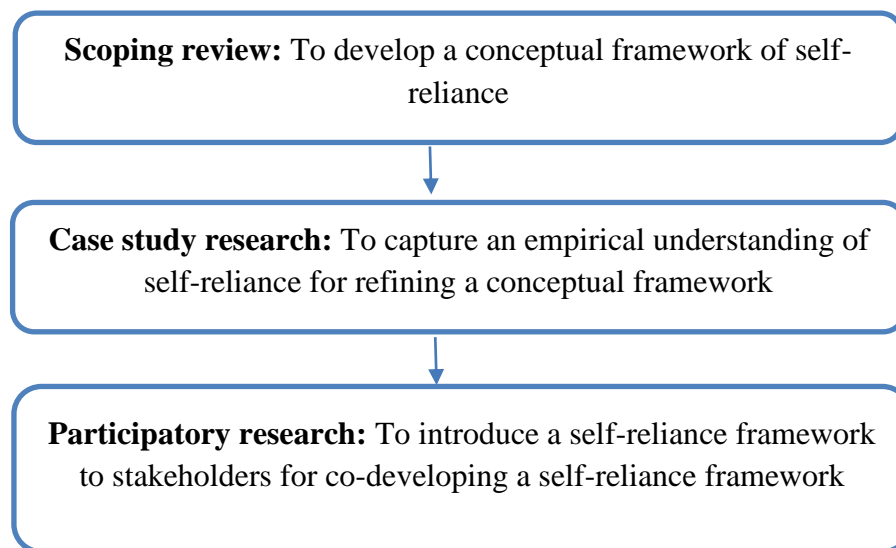 Scoping review: To develop a conceptual framework of self-
reliance
Case study research: To capture an empirical understanding of
self-reliance for refining a conceptual framework
Participatory research: To introduce a self-reliance framework
to stakeholders for co-developing a self-reliance framework